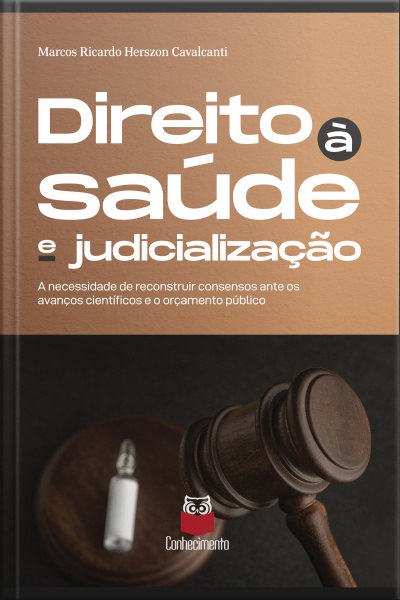 Marcos Ricardo Herszon Cavalcanti
Direito à
saúde
e judicialização
A necessidade de reconstruir consensos ante os
avanços científicos e o orçamento público
Conhecimento